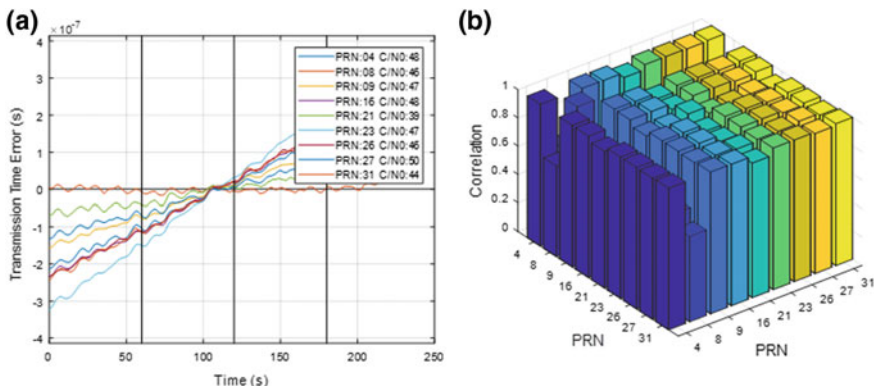 (a)
×10⁻⁷
4
3
2
1
0
-1
-2
-3
-4
Transmission Time Error (s)
0 50 100 150 200 250
Time (s)
PRN:04 C/N0:48
PRN:08 C/N0:46
PRN:09 C/N0:47
PRN:16 C/N0:48
PRN:21 C/N0:39
PRN:23 C/N0:47
PRN:26 C/N0:46
PRN:27 C/N0:50
PRN:31 C/N0:44
(b)
1
0.8
0.6
0.4
0.2
0
Correlation
4 8 9 16 21 23 26 27 31
PRN
4 8 9 16 21 23 26 27 31
PRN